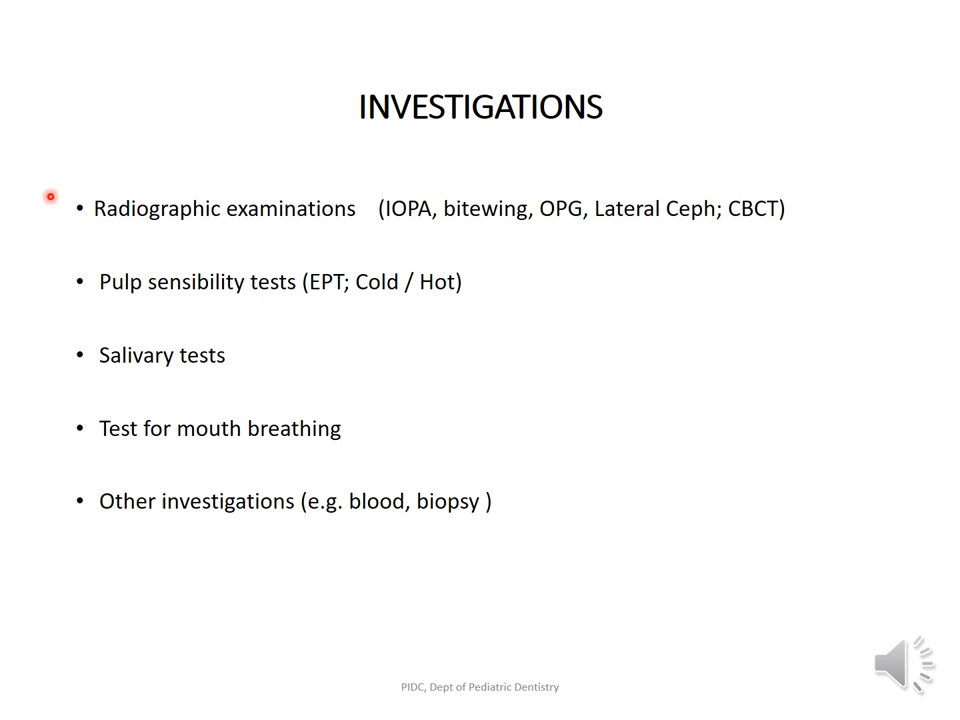 INVESTIGATIONS
• Radiographic examinations (IOPA, bitewing, OPG, Lateral Ceph; CBCT)
• Pulp sensibility tests (EPT; Cold / Hot)
• Salivary tests
• Test for mouth breathing
• Other investigations (e.g. blood, biopsy )
PIDC, Dept of Pediatric Dentistry